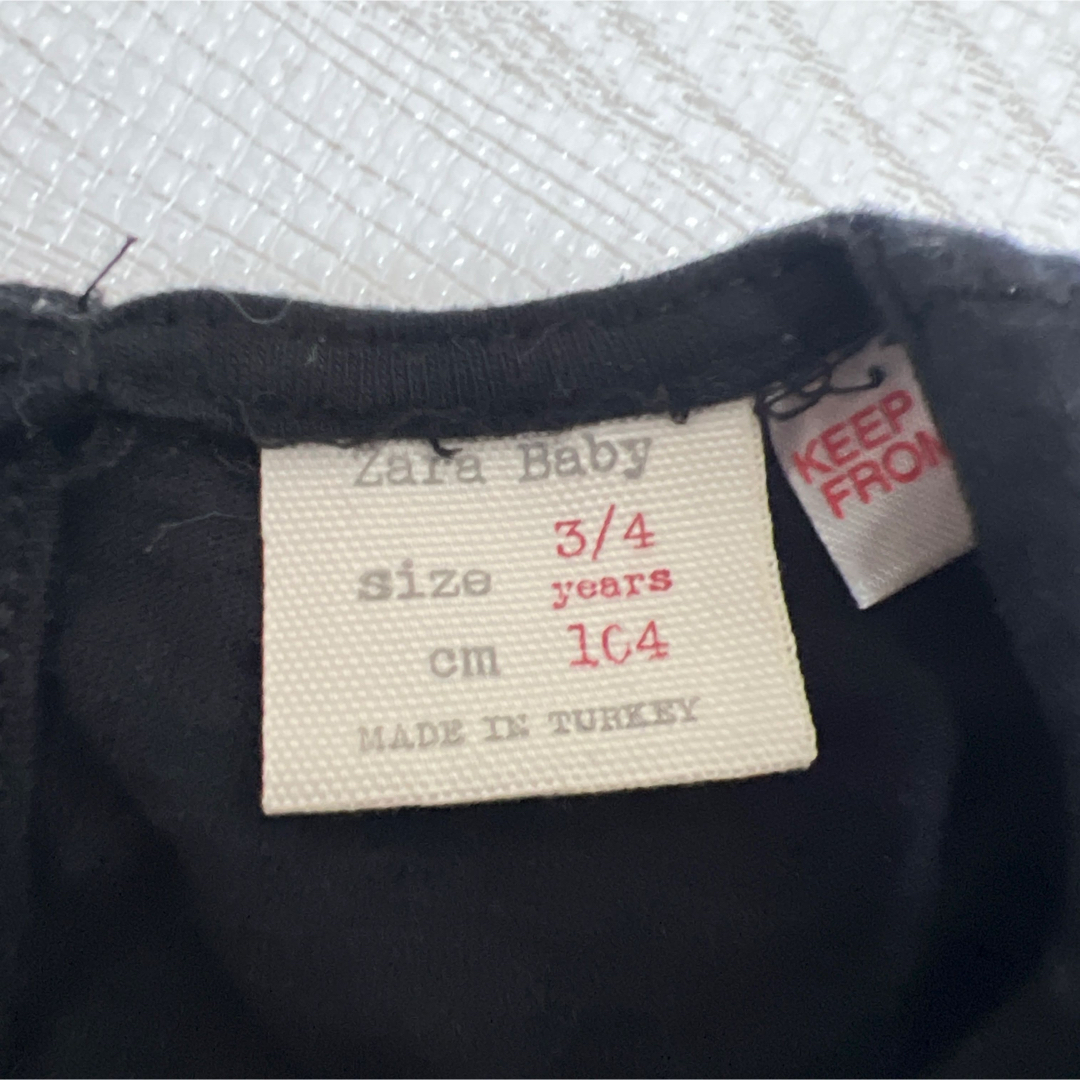 Zara Baby
size 3/4 years
cm 104
MADE IN TURKEY
KEEP
FROM